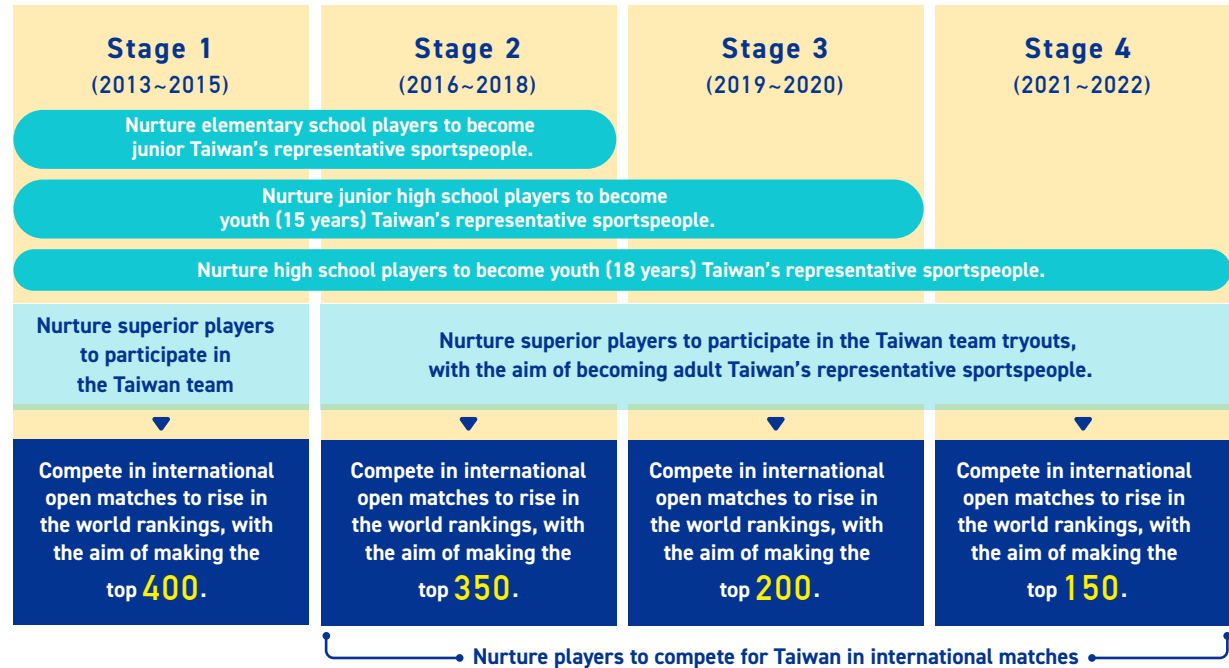 Stage 1
(2013~2015)
Stage 2
(2016~2018)
Stage 3
(2019~2020)
Stage 4
(2021~2022)
Nurture elementary school players to become
junior Taiwan's representative sportspeople.
Nurture junior high school players to become
youth (15 years) Taiwan's representative sportspeople.
Nurture high school players to become youth (18 years) Taiwan's representative sportspeople.
Nurture superior players
to participate in
the Taiwan team
Nurture superior players to participate in the Taiwan team tryouts,
with the aim of becoming adult Taiwan's representative sportspeople.
Compete in international
open matches to rise in
the world rankings, with
the aim of making the
top 400.
Compete in international
open matches to rise in
the world rankings, with
the aim of making the
top 350.
Compete in international
open matches to rise in
the world rankings, with
the aim of making the
top 200.
Compete in international
open matches to rise in
the world rankings, with
the aim of making the
top 150.
Nurture players to compete for Taiwan in international matches